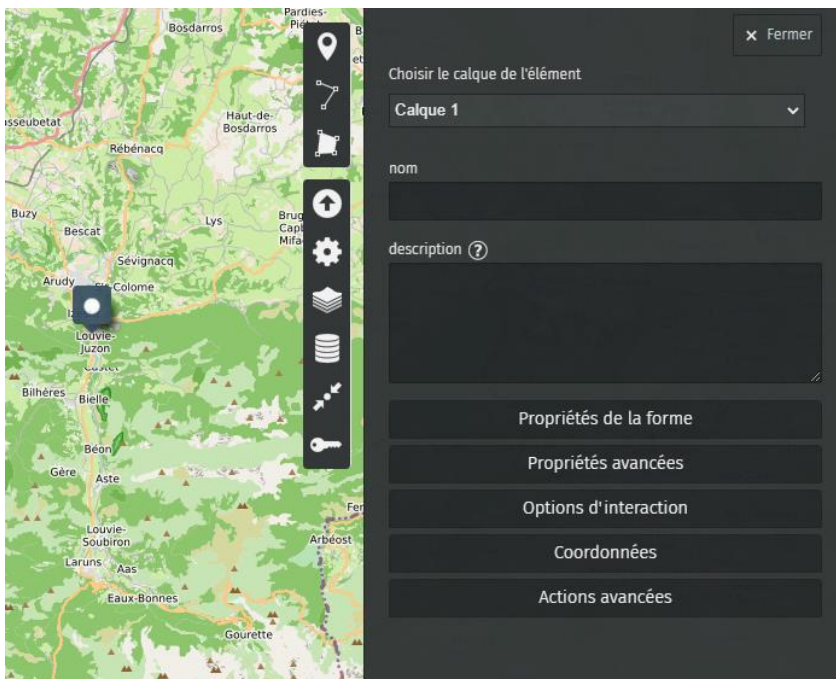 Pardies-
Bosdarros
Haut-de-
Bosdarros
Rébénacq
Buzy
Bescat
Lys
Sévignacq
Arudy
Colome
Louvie-
Juzon
Castet
Bilhères
Bielle
Béon
Gère
Aste
Louvie-
Soubiron
Arbéost
Laruns
Aas
Eaux-Bonnes
Gourette
× Fermer
Choisir le calque de l'élément
Calque 1
nom
description ?
Propriétés de la forme
Propriétés avancées
Options d'interaction
Coordonnées
Actions avancées